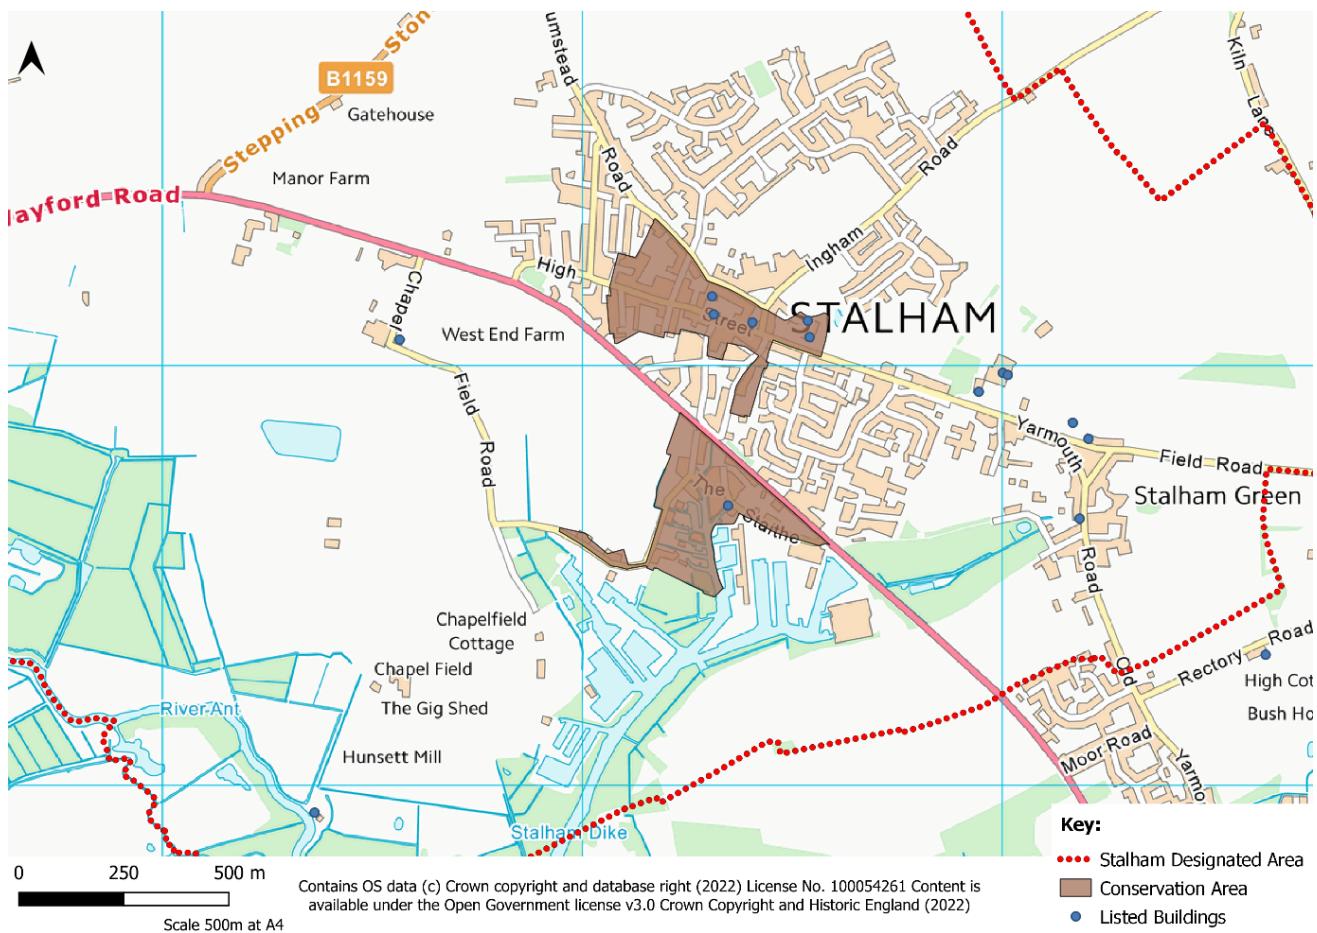 Ston
umstead
Kiln
Lane
B1159
Gatehouse
Stepping
Road
Road
Manor Farm
ayford Road
High
Ingham
Chapel
Street
STALHAM
West End Farm
Field
Road
Yarmouth
Field Road
The
Staithe
Stalham Green
Road
Chapelfield
Cottage
Road
Rectory
Old
Chapel Field
High Cot
River Ant
The Gig Shed
Bush Ho
Hunsett Mill
Moor Road
Yarmo
Stalham Dike
Key:
Stalham Designated Area
Conservation Area
Listed Buildings
0 250 500 m
Scale 500m at A4
Contains OS data (c) Crown copyright and database right (2022) License No. 100054261 Content is
available under the Open Government license v3.0 Crown Copyright and Historic England (2022)